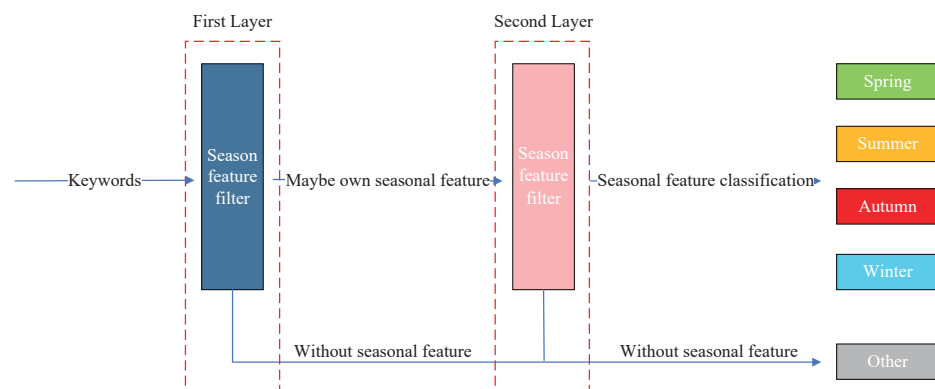 First Layer
Second Layer
Spring
Summer
Keywords
Season
feature
filter
Maybe own seasonal feature
Season
feature
filter
Seasonal feature classification
Autumn
Winter
Without seasonal feature
Without seasonal feature
Other